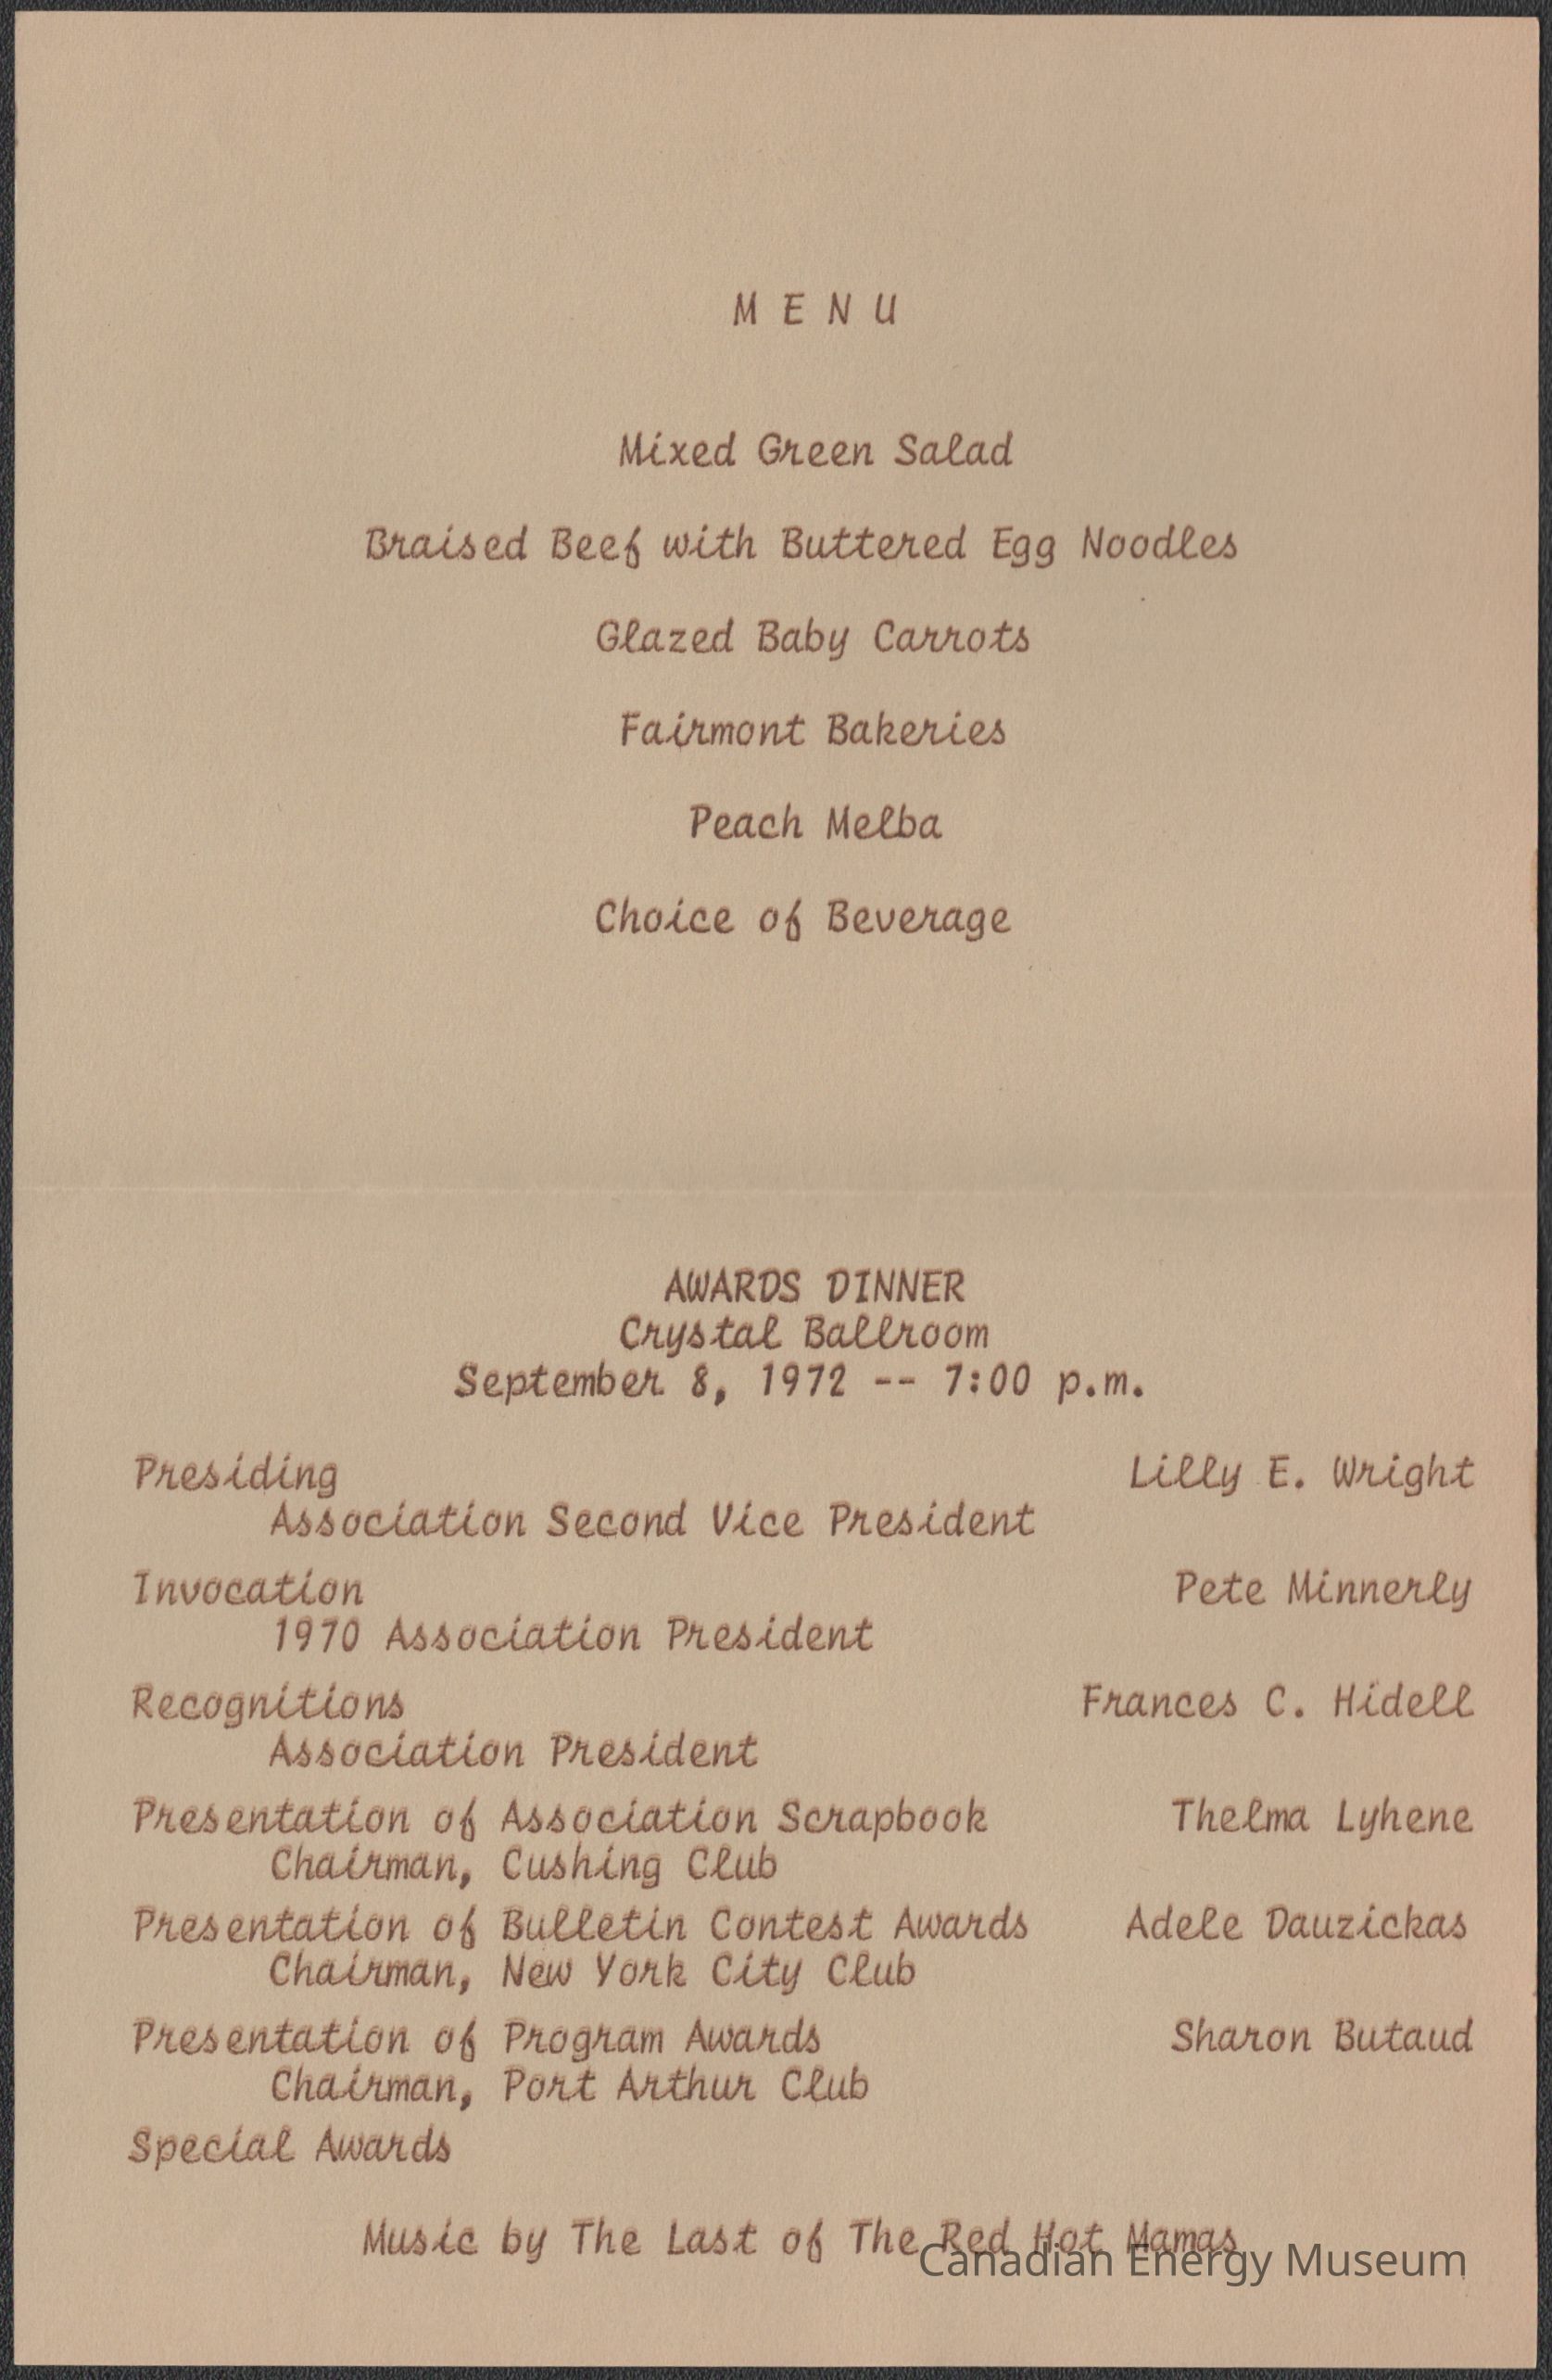 M E N U
Mixed Green Salad
Braised Beef with Buttered Egg Noodles
Glazed Baby Carrots
Fairmont Bakeries
Peach Melba
Choice of Beverage
AWARDS DINNER
Crystal Ballroom
September 8, 1972 -- 7:00 p.m.
Presiding Lilly E. Wright
Association Second Vice President
Invocation Pete Minnerly
1970 Association President
Recognitions Frances C. Hidell
Association President
Presentation of Association Scrapbook Thelma Lyhene
Chairman, Cushing Club
Presentation of Bulletin Contest Awards Adele Dauzickas
Chairman, New York City Club
Presentation of Program Awards Sharon Butaud
Chairman, Port Arthur Club
Special Awards
Music by The Last of The Red Hot Mamas
Canadian Energy Museum